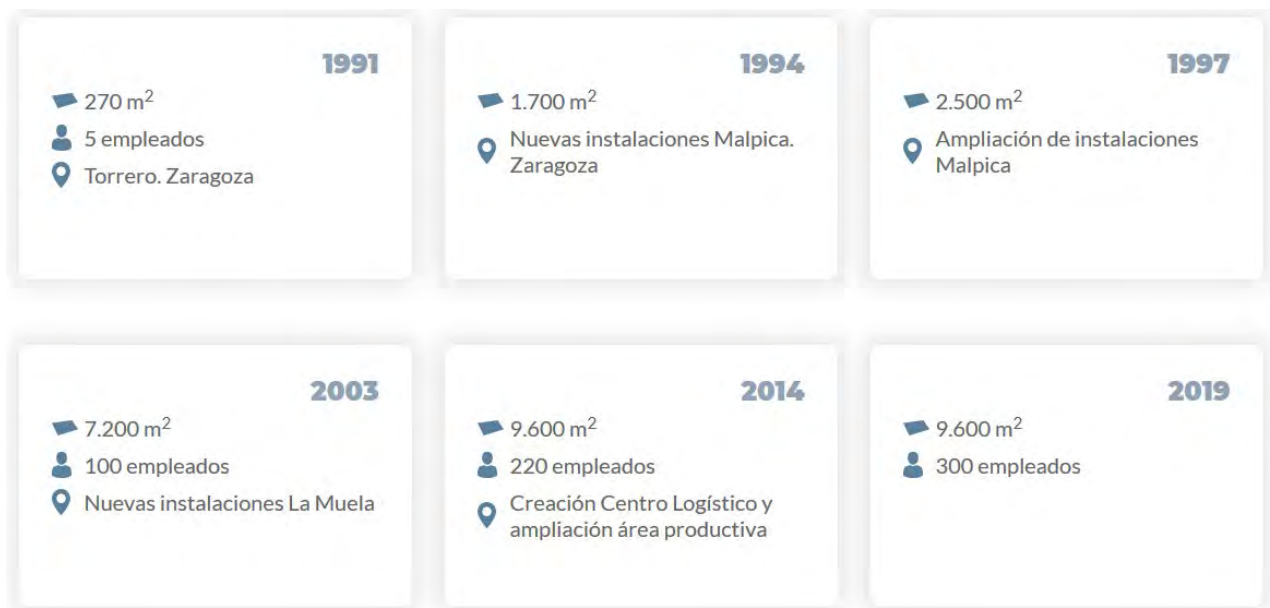 1991
270 m²
5 empleados
Torrero. Zaragoza
1994
1.700 m²
Nuevas instalaciones Malpica.
Zaragoza
1997
2.500 m²
Ampliación de instalaciones
Malpica
2003
7.200 m²
100 empleados
Nuevas instalaciones La Muela
2014
9.600 m²
220 empleados
Creación Centro Logístico y
ampliación área productiva
2019
9.600 m²
300 empleados